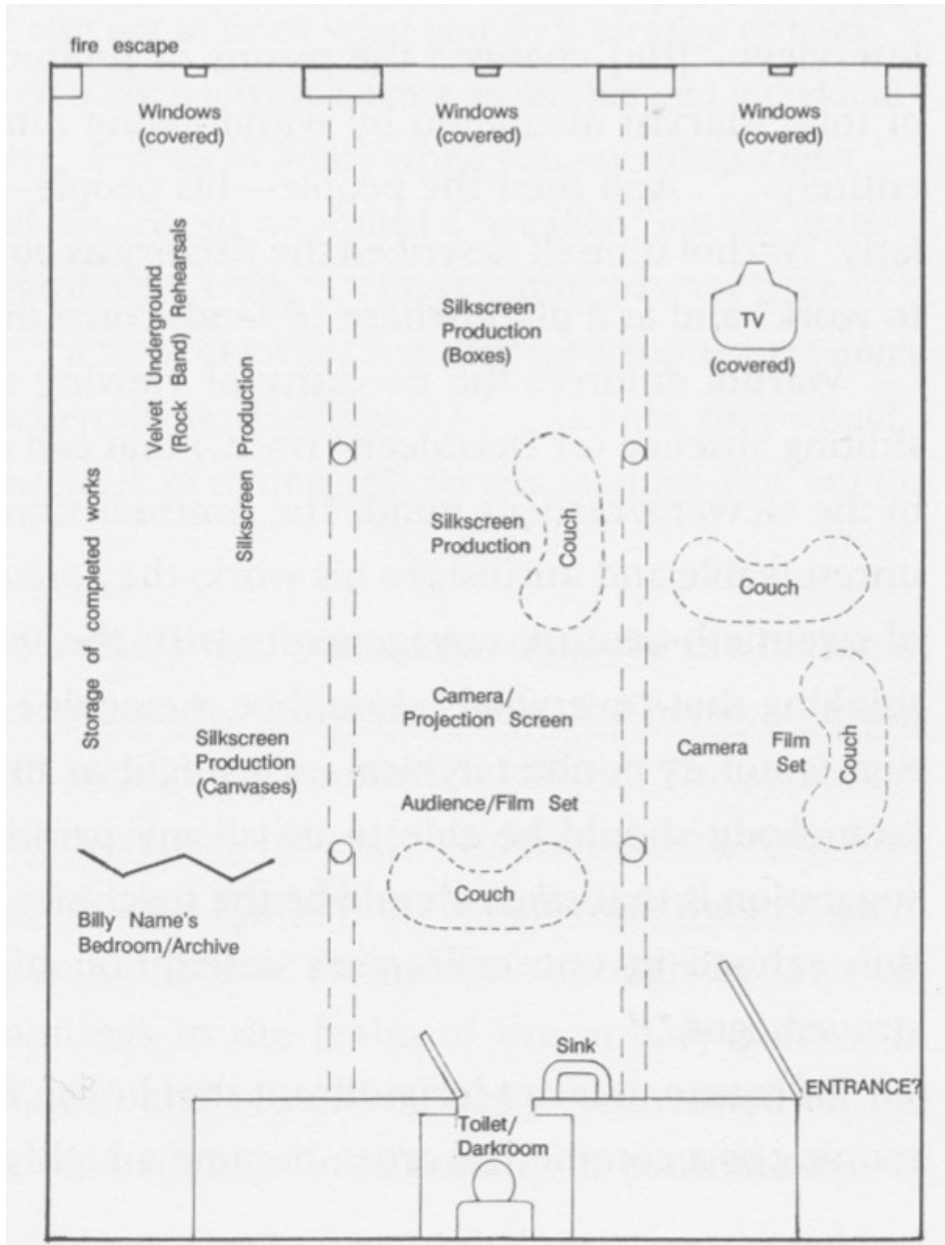 fire escape
Windows
(covered)
Windows
(covered)
Windows
(covered)
Velvet Underground
(Rock Band) Rehearsals
Silkscreen Production
Storage of completed works
Silkscreen
Production
(Boxes)
TV
(covered)
Silkscreen
Production
Couch
Couch
Camera/
Projection Screen
Camera
Film
Set
Couch
Silkscreen
Production
(Canvases)
Audience/Film Set
Couch
Billy Name's
Bedroom/Archive
Sink
ENTRANCE?
Toilet/
Darkroom